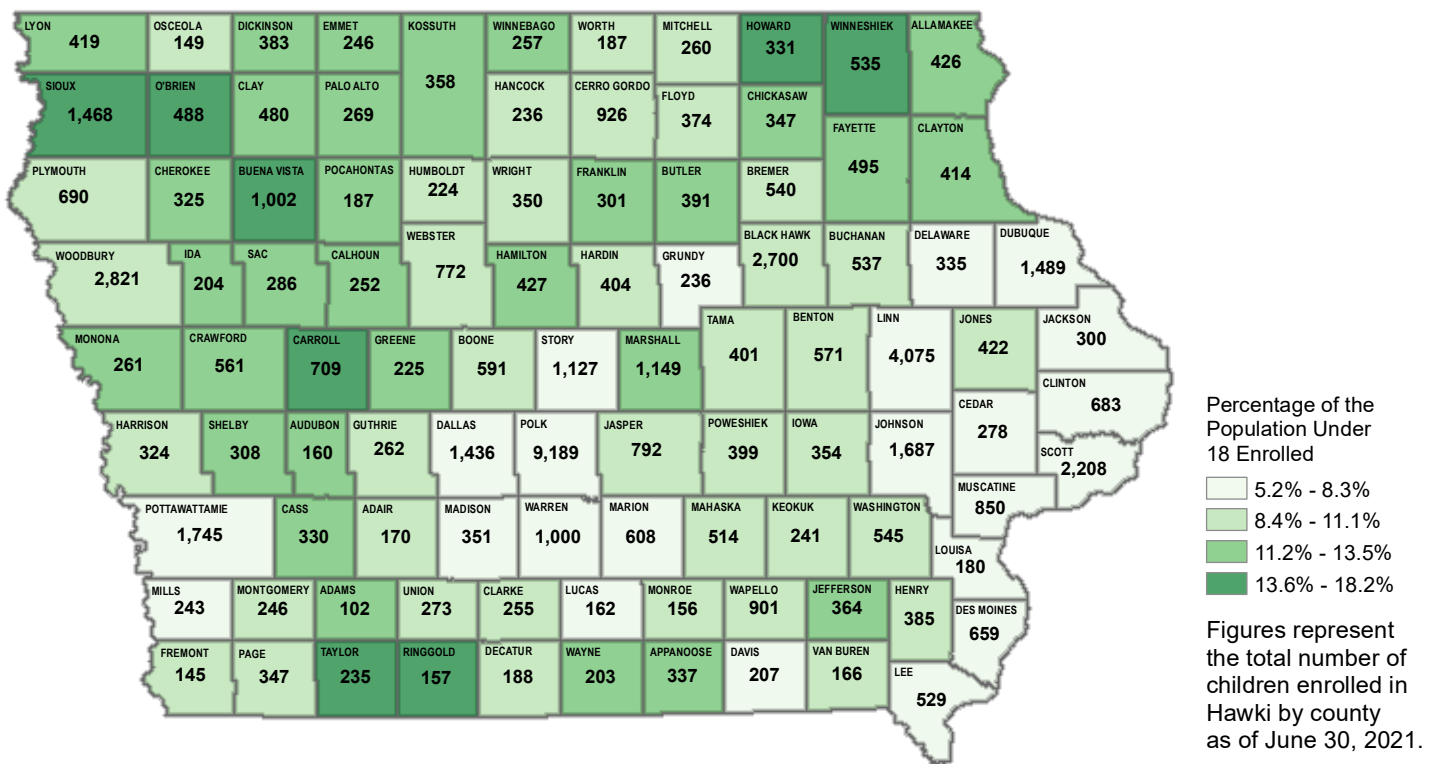 LYON
419
OSCEOLA
149
DICKINSON
383
EMMET
246
KOSSUTH
358
WINNEBAGO
257
WORTH
187
MITCHELL
260
HOWARD
331
WINNESHIEK
535
ALLAMAKEE
426
SIOUX
1,468
O'BRIEN
488
CLAY
480
PALO ALTO
269
HANCOCK
236
CERRO GORDO
926
FLOYD
374
CHICKASAW
347
FAYETTE
495
CLAYTON
414
PLYMOUTH
690
CHEROKEE
325
BUENA VISTA
1,002
POCAHONTAS
187
HUMBOLDT
224
WRIGHT
350
FRANKLIN
301
BUTLER
391
BREMER
540
WOODBURY
2,821
IDA
204
SAC
286
CALHOUN
252
WEBSTER
772
HAMILTON
427
HARDIN
404
GRUNDY
236
BLACK HAWK
2,700
BUCHANAN
537
DELAWARE
335
DUBUQUE
1,489
MONONA
261
CRAWFORD
561
CARROLL
709
GREENE
225
BOONE
591
STORY
1,127
MARSHALL
1,149
TAMA
401
BENTON
571
LINN
4,075
JONES
422
JACKSON
300
CLINTON
683
CEDAR
278
HARRISON
324
SHELBY
308
AUDUBON
160
GUTHRIE
262
DALLAS
1,436
POLK
9,189
JASPER
792
POWESHIEK
399
IOWA
354
JOHNSON
1,687
SCOTT
2,208
MUSCATINE
850
POTTAWATTAMIE
1,745
CASS
330
ADAIR
170
MADISON
351
WARREN
1,000
MARION
608
MAHASKA
514
KEOKUK
241
WASHINGTON
545
LOUISA
180
MILLS
243
MONTGOMERY
246
ADAMS
102
UNION
273
CLARKE
255
LUCAS
162
MONROE
156
WAPELLO
901
JEFFERSON
364
HENRY
385
DES MOINES
659
FREMONT
145
PAGE
347
TAYLOR
235
RINGGOLD
157
DECATUR
188
WAYNE
203
APPANOOSE
337
DAVIS
207
VAN BUREN
166
LEE
529
Percentage of the
Population Under
18 Enrolled
5.2% - 8.3%
8.4% - 11.1%
11.2% - 13.5%
13.6% - 18.2%
Figures represent
the total number of
children enrolled in
Hawki by county
as of June 30, 2021.